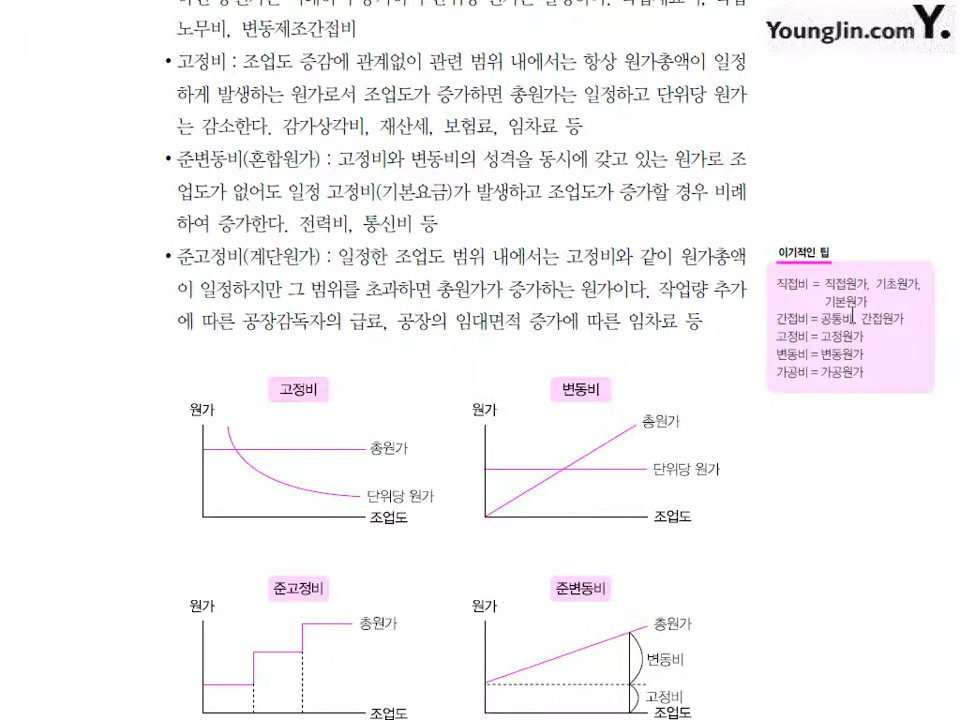 노무비, 변동제조간접비
• 고정비 : 조업도 증감에 관계없이 관련 범위 내에서는 항상 원가총액이 일정
하게 발생하는 원가로서 조업도가 증가하면 총원가는 일정하고 단위당 원가
는 감소한다. 감가상각비, 재산세, 보험료, 임차료 등
• 준변동비(혼합원가) : 고정비와 변동비의 성격을 동시에 갖고 있는 원가로 조
업도가 없어도 일정 고정비(기본요금)가 발생하고 조업도가 증가할 경우 비례
하여 증가한다. 전력비, 통신비 등
• 준고정비(계단원가) : 일정한 조업도 범위 내에서는 고정비와 같이 원가총액
이 일정하지만 그 범위를 초과하면 총원가가 증가하는 원가이다. 작업량 추가
에 따른 공장감독자의 급료, 공장의 임대면적 증가에 따른 임차료 등
YoungJin.com Y.
이기적인 팁
직접비 = 직접원가, 기초원가,
기본원가
간접비 = 공통비, 간접원가
고정비 = 고정원가
변동비 = 변동원가
가공비 = 가공원가
고정비
원가
총원가
단위당 원가
조업도
변동비
원가
총원가
단위당 원가
조업도
준고정비
원가
총원가
조업도
준변동비
원가
총원가
변동비
고정비
조업도